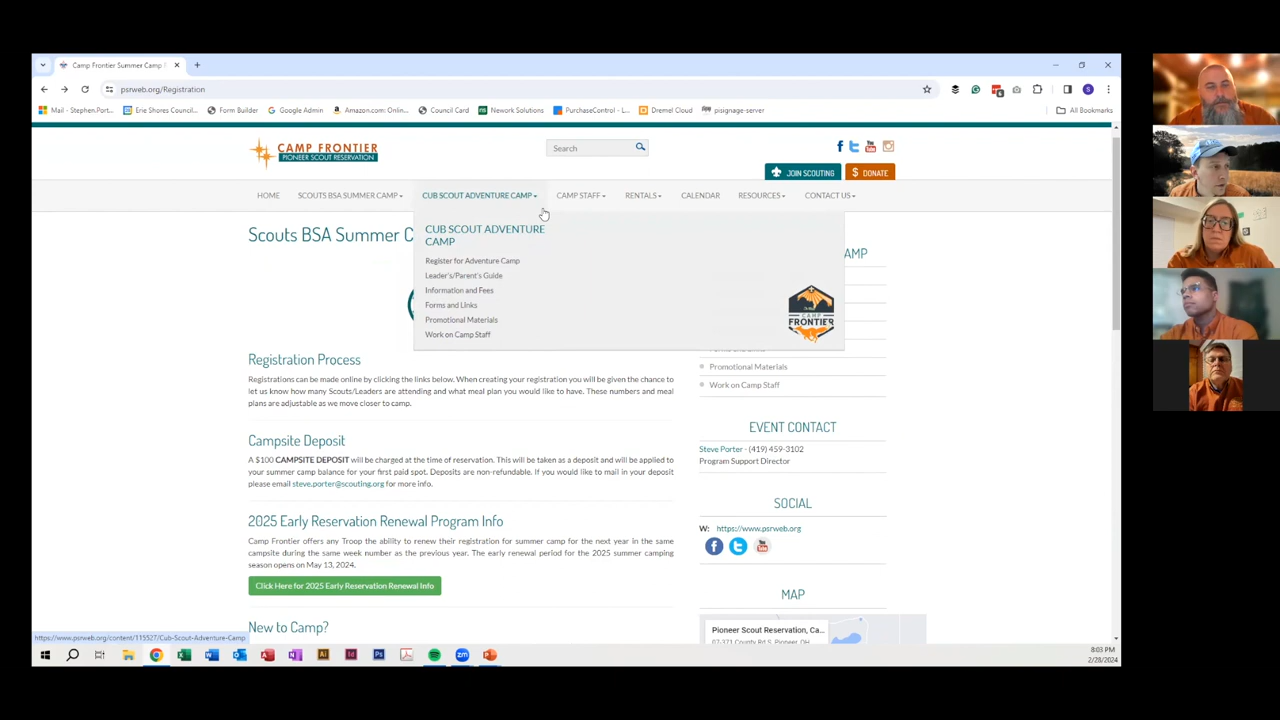 Camp Frontier Summer Camp
psrweb.org/Registration
Mail - Stephen.Port...
Erie Shores Council...
Form Builder
Google Admin
Amazon.com: Onlin...
Council Card
Nework Solutions
PurchaseControl - L...
Dremel Cloud
pisignage-server
All Bookmarks
CAMP FRONTIER
PIONEER SCOUT RESERVATION
Search
JOIN SCOUTING
$ DONATE
HOME
SCOUTS BSA SUMMER CAMP
CUB SCOUT ADVENTURE CAMP
CAMP STAFF
RENTALS
CALENDAR
RESOURCES
CONTACT US
CUB SCOUT ADVENTURE
CAMP
Register for Adventure Camp
Leader's/Parent's Guide
Information and Fees
Forms and Links
Promotional Materials
Work on Camp Staff
CAMP
FRONTIER
Scouts BSA Summer C
AMP
Registration Process
Registrations can be made online by clicking the links below. When creating your registration you will be given the chance to
let us know how many Scouts/Leaders are attending and what meal plan you would like to have. These numbers and meal
plans are adjustable as we move closer to camp.
Campsite Deposit
A $100 CAMPSITE DEPOSIT will be charged at the time of reservation. This will be taken as a deposit and will be applied to
your summer camp balance for your first paid spot. Deposits are non-refundable. If you would like to mail in your deposit
please email steve.porter@scouting.org for more info.
2025 Early Reservation Renewal Program Info
Camp Frontier offers any Troop the ability to renew their registration for summer camp for the next year in the same
campsite during the same week number as the previous year. The early renewal period for the 2025 summer camping
season opens on May 13, 2024.
Click Here for 2025 Early Reservation Renewal Info
New to Camp?
Promotional Materials
Work on Camp Staff
EVENT CONTACT
Steve Porter - (419) 459-3102
Program Support Director
SOCIAL
W: https://www.psrweb.org
MAP
Pioneer Scout Reservation, Ca...
07-371 County Rd S, Pioneer, OH
https://www.psrweb.org/content/115527/Cub-Scout-Adventure-Camp
8:03 PM
2/28/2024